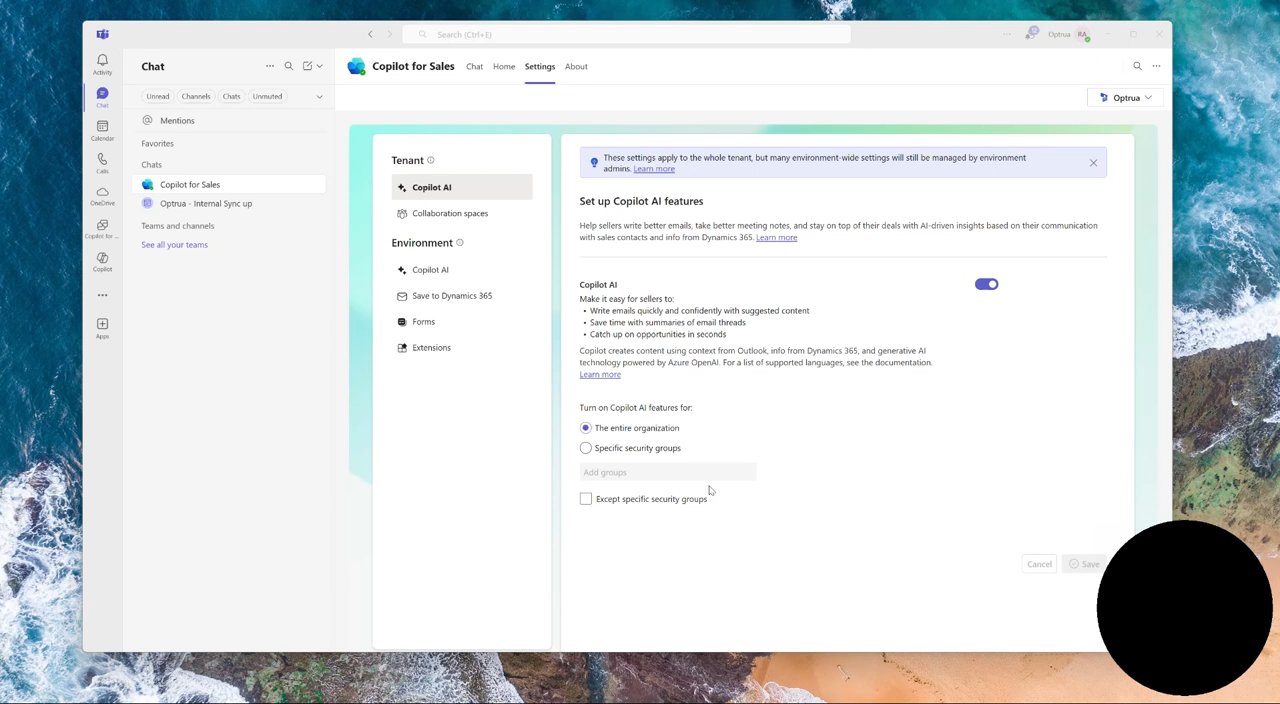 Search (Ctrl+E)
Optrua
RA
Activity
Chat
Calendar
Calls
OneDrive
Copilot for ...
Copilot
Apps
Chat
Unread
Channels
Chats
Unmuted
Mentions
Favorites
Chats
Copilot for Sales
Optrua - Internal Sync up
Teams and channels
See all your teams
Copilot for Sales
Chat
Home
Settings
About
Optrua
Tenant
Copilot AI
Collaboration spaces
Environment
Copilot AI
Save to Dynamics 365
Forms
Extensions
These settings apply to the whole tenant, but many environment-wide settings will still be managed by environment
admins. Learn more
Set up Copilot AI features
Help sellers write better emails, take better meeting notes, and stay on top of their deals with AI-driven insights based on their communication
with sales contacts and info from Dynamics 365. Learn more
Copilot AI
Make it easy for sellers to:
• Write emails quickly and confidently with suggested content
• Save time with summaries of email threads
• Catch up on opportunities in seconds
Copilot creates content using context from Outlook, info from Dynamics 365, and generative AI
technology powered by Azure OpenAI. For a list of supported languages, see the documentation.
Learn more
Turn on Copilot AI features for:
The entire organization
Specific security groups
Add groups
Except specific security groups
Cancel
Save